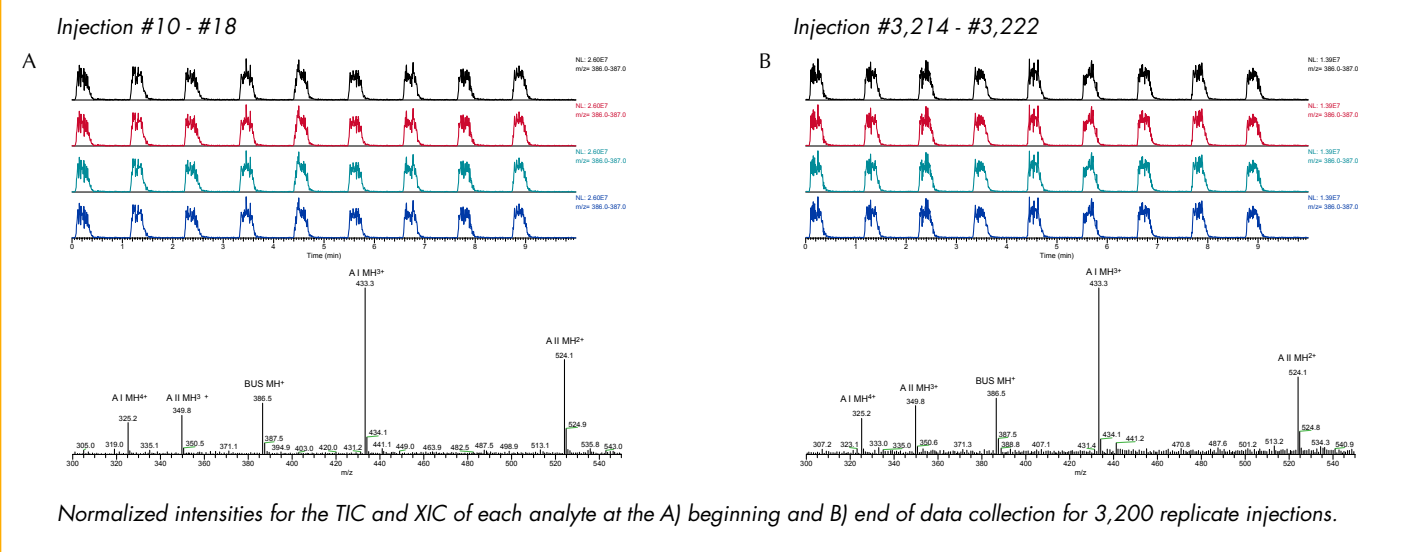 Injection #10 - #18
A
NL: 2.60E7
m/z= 386.0-387.0
NL: 2.60E7
m/z= 386.0-387.0
NL: 2.60E7
m/z= 386.0-387.0
NL: 2.60E7
m/z= 386.0-387.0
0 1 2 3 4 5 6 7 8 9
Time (min)
A I MH3+
433.3
A II MH2+
524.1
BUS MH+
386.5
A I MH4+
325.2
A II MH3 +
349.8
524.9
434.1
387.5
305.0 319.0 335.1 350.5 371.1 394.9 403.0 420.0 431.2 441.1 449.0 463.9 482.5 487.5 498.9 513.1 535.8 543.0
300 320 340 360 380 400 420 440 460 480 500 520 540
m/z
Injection #3,214 - #3,222
B
NL: 1.39E7
m/z= 386.0-387.0
NL: 1.39E7
m/z= 386.0-387.0
NL: 1.39E7
m/z= 386.0-387.0
NL: 1.39E7
m/z= 386.0-387.0
0 1 2 3 4 5 6 7 8 9
Time (min)
A I MH3+
433.3
A II MH2+
524.1
BUS MH+
386.5
A II MH3+
349.8
A I MH4+
325.2
524.8
387.5 434.1 441.2
307.2 323.1 333.0 335.0 350.6 371.3 388.8 407.1 431.4 470.8 487.6 501.2 513.2 534.3 540.9
300 320 340 360 380 400 420 440 460 480 500 520 540
m/z
Normalized intensities for the TIC and XIC of each analyte at the A) beginning and B) end of data collection for 3,200 replicate injections.